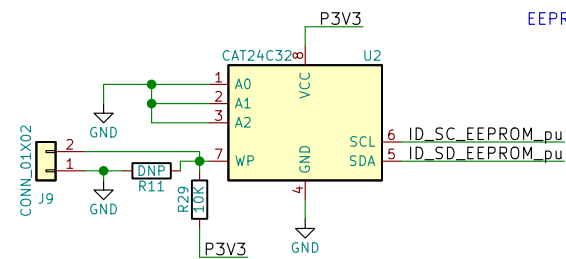 P3V3
EEPR
CAT24C32
8
U2
VCC
1
A0
2
A1
3
A2
GND
6
SCL
ID_SC_EEPROM_pu
5
SDA
ID_SD_EEPROM_pu
7
WP
GND
4
CONN_01X02
2
1
J9
DNP
R11
GND
R29
10K
GND
P3V3